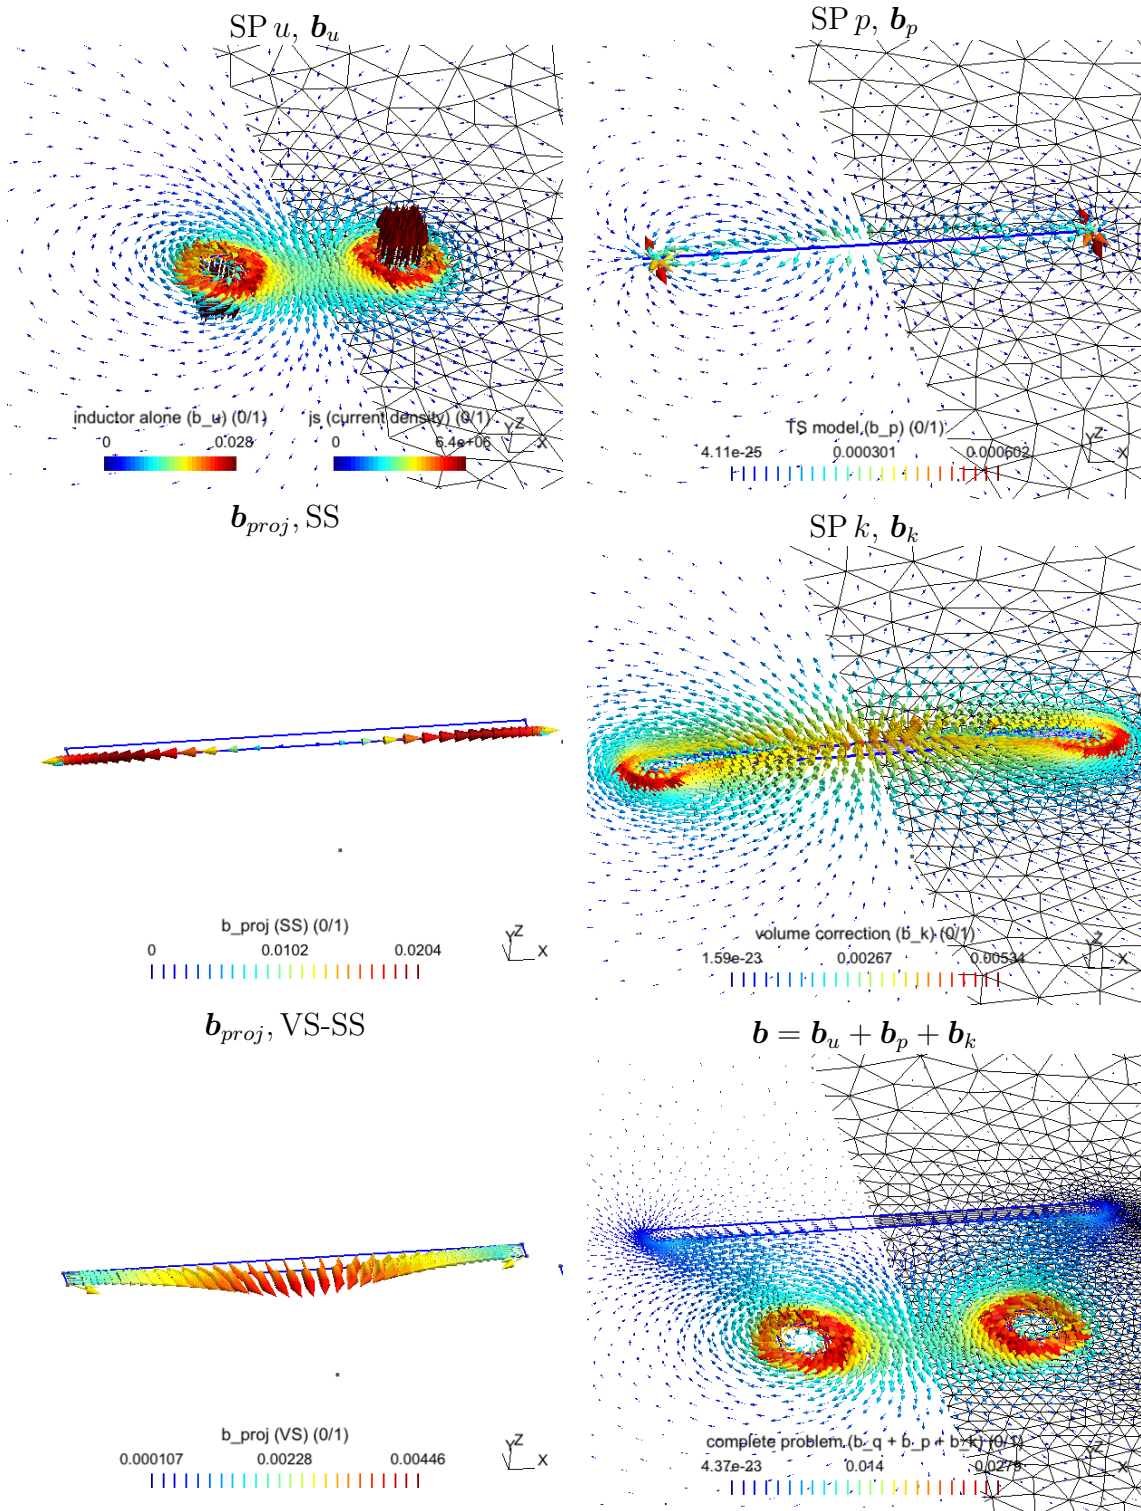 SP u, b_u
SP p, b_p
inductor alone (b_u) (0/1)
0 0.028
js (current density) (0/1)
0 6.4e+06
Y Z X
TS model (b_p) (0/1)
4.11e-25 0.000301 0.000602
Y Z X
b_proj, SS
SP k, b_k
b_proj (SS) (0/1)
0 0.0102 0.0204
Y Z X
volume correction (b_k) (0/1)
1.59e-23 0.00267 0.00534
Y Z X
b_proj, VS-SS
b = b_u + b_p + b_k
b_proj (VS) (0/1)
0.000107 0.00228 0.00446
Y Z X
complete problem (b_q + b_p + b_k) (0/1)
4.37e-23 0.014 0.0279
Y Z X